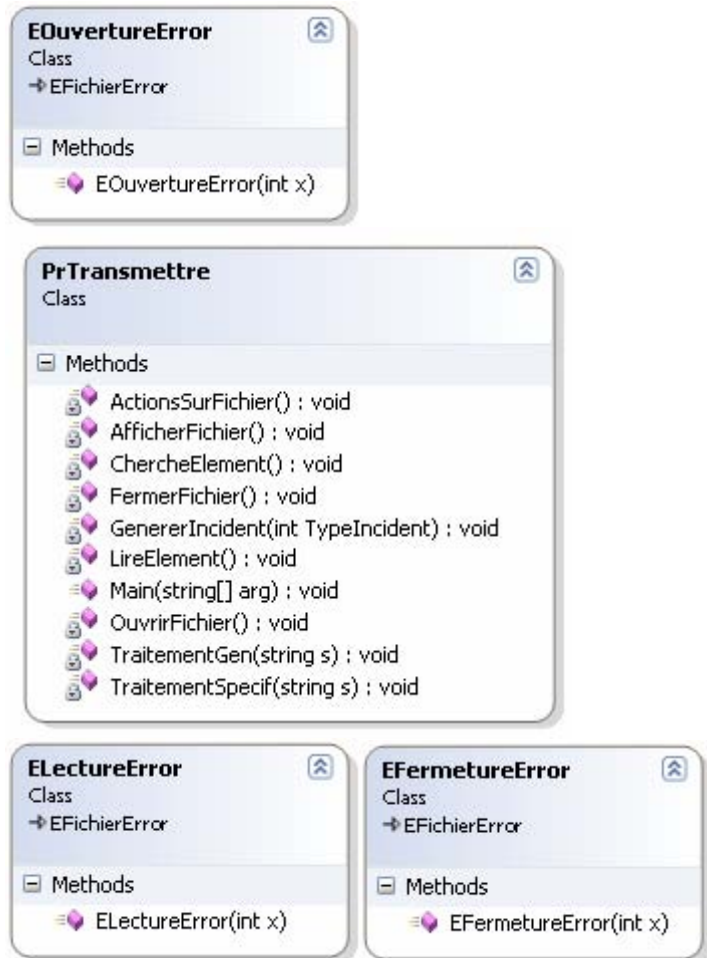 EOuvertureError
Class
EFichierError
Methods
EOuvertureError(int x)
PrTransmettre
Class
Methods
ActionsSurFichier() : void
AfficherFichier() : void
ChercheElement() : void
FermerFichier() : void
GenererIncident(int TypeIncident) : void
LireElement() : void
Main(string[] arg) : void
OuvrirFichier() : void
TraitementGen(string s) : void
TraitementSpecif(string s) : void
ELectureError
Class
EFichierError
Methods
ELectureError(int x)
EFermetureError
Class
EFichierError
Methods
EFermetureError(int x)